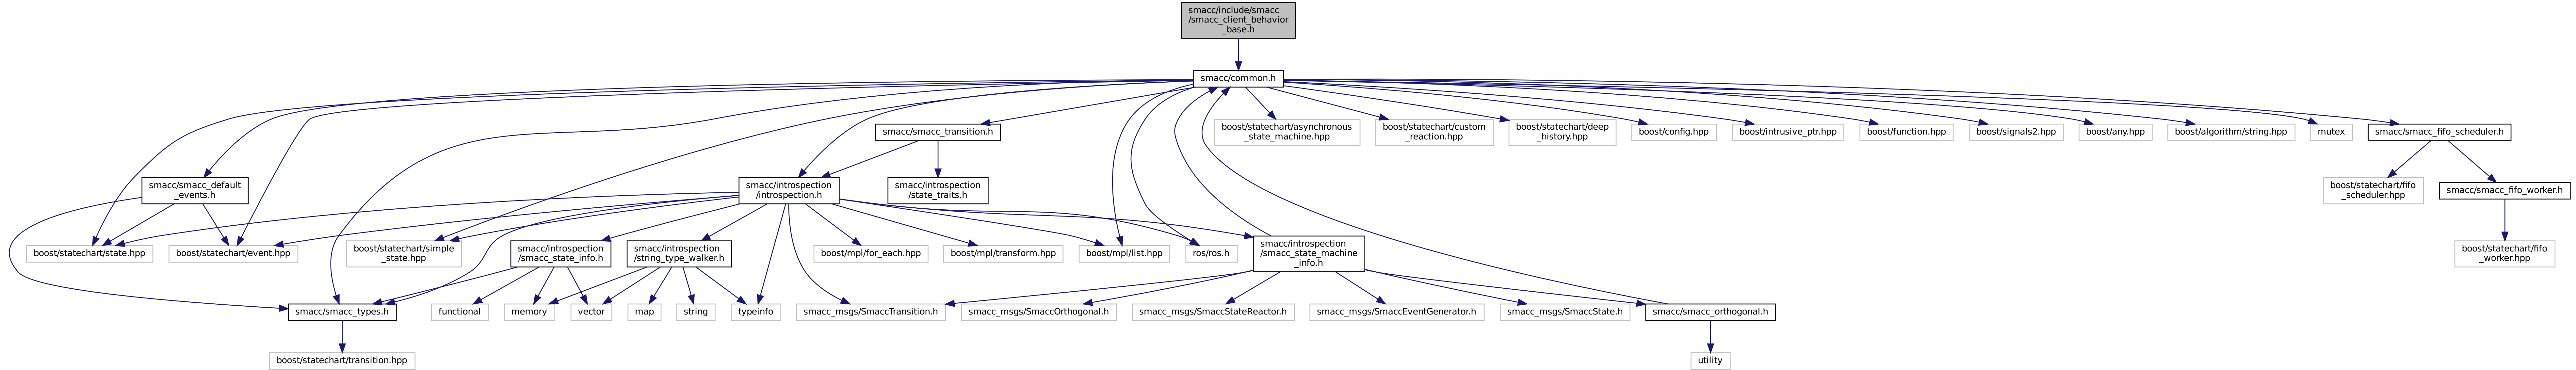 smacc/include/smacc
/smacc_client_behavior
_base.h
smacc/common.h
smacc/smacc_transition.h
boost/statechart/asynchronous
_state_machine.hpp
boost/statechart/custom
_reaction.hpp
boost/statechart/deep
_history.hpp
boost/config.hpp
boost/intrusive_ptr.hpp
boost/function.hpp
boost/signals2.hpp
boost/any.hpp
boost/algorithm/string.hpp
mutex
smacc/smacc_fifo_scheduler.h
smacc/smacc_default
_events.h
smacc/introspection
/introspection.h
smacc/introspection
/state_traits.h
boost/statechart/fifo
_scheduler.hpp
smacc/smacc_fifo_worker.h
boost/statechart/state.hpp
boost/statechart/event.hpp
boost/statechart/simple
_state.hpp
smacc/introspection
/smacc_state_info.h
smacc/introspection
/string_type_walker.h
boost/mpl/for_each.hpp
boost/mpl/transform.hpp
boost/mpl/list.hpp
ros/ros.h
smacc/introspection
/smacc_state_machine
_info.h
boost/statechart/fifo
_worker.hpp
smacc/smacc_types.h
functional
memory
vector
map
string
typeinfo
smacc_msgs/SmaccTransition.h
smacc_msgs/SmaccOrthogonal.h
smacc_msgs/SmaccStateReactor.h
smacc_msgs/SmaccEventGenerator.h
smacc_msgs/SmaccState.h
smacc/smacc_orthogonal.h
boost/statechart/transition.hpp
utility